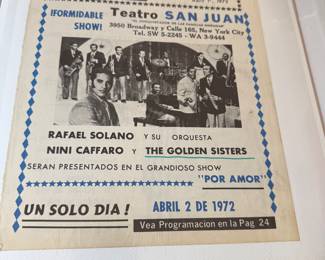 ¡FORMIDABLE
SHOW!
Teatro SAN JUAN
3950 Broadway y Calle 165, New York City
Tel. SW 5-2245 - WA 3-9444
RAFAEL SOLANO Y SU ORQUESTA
NINI CAFFARO Y THE GOLDEN SISTERS
SERAN PRESENTADOS EN EL GRANDIOSO SHOW
"POR AMOR"
UN SOLO DIA!
ABRIL 2 DE 1972
Vea Programacion en la Pag 24